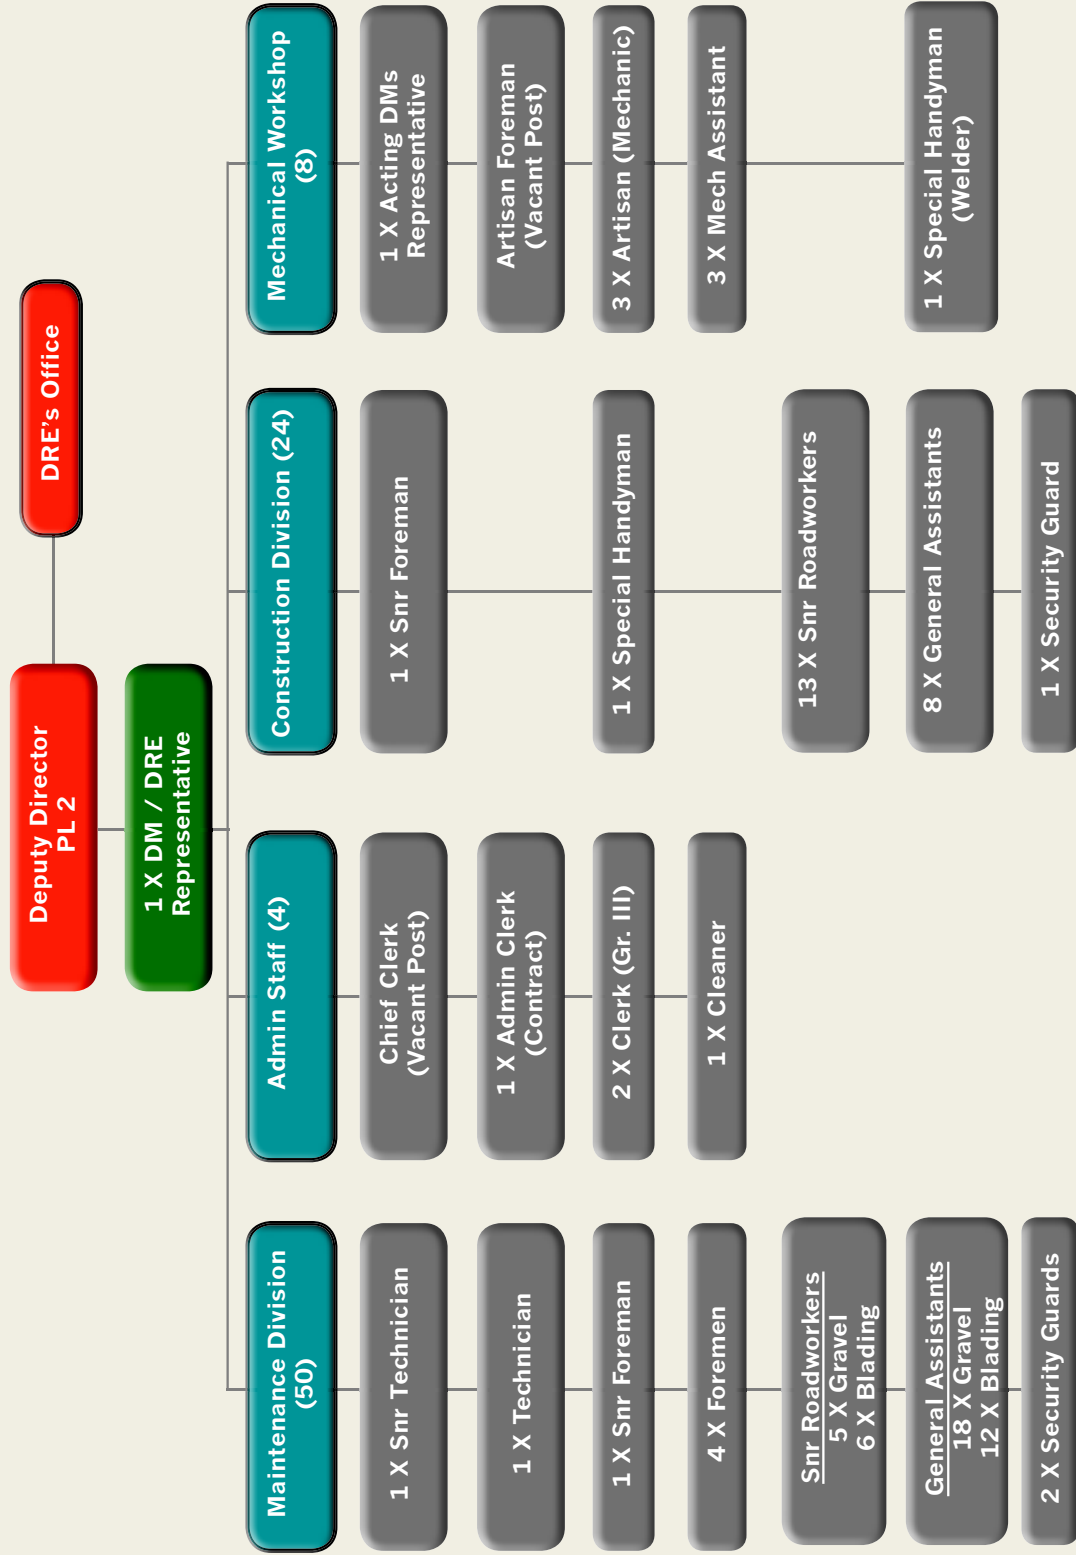 Deputy Director
PL 2
DRE's Office
1 X DM / DRE
Representative
Maintenance Division
(50)
1 X Snr Technician
1 X Technician
1 X Snr Foreman
4 X Foremen
Snr Roadworkers
5 X Gravel
6 X Blading
General Assistants
18 X Gravel
12 X Blading
2 X Security Guards
Admin Staff (4)
Chief Clerk
(Vacant Post)
1 X Admin Clerk
(Contract)
2 X Clerk (Gr. III)
1 X Cleaner
Construction Division (24)
1 X Snr Foreman
1 X Special Handyman
13 X Snr Roadworkers
8 X General Assistants
1 X Security Guard
Mechanical Workshop
(8)
1 X Acting DMs
Representative
Artisan Foreman
(Vacant Post)
3 X Artisan (Mechanic)
3 X Mech Assistant
1 X Special Handyman
(Welder)